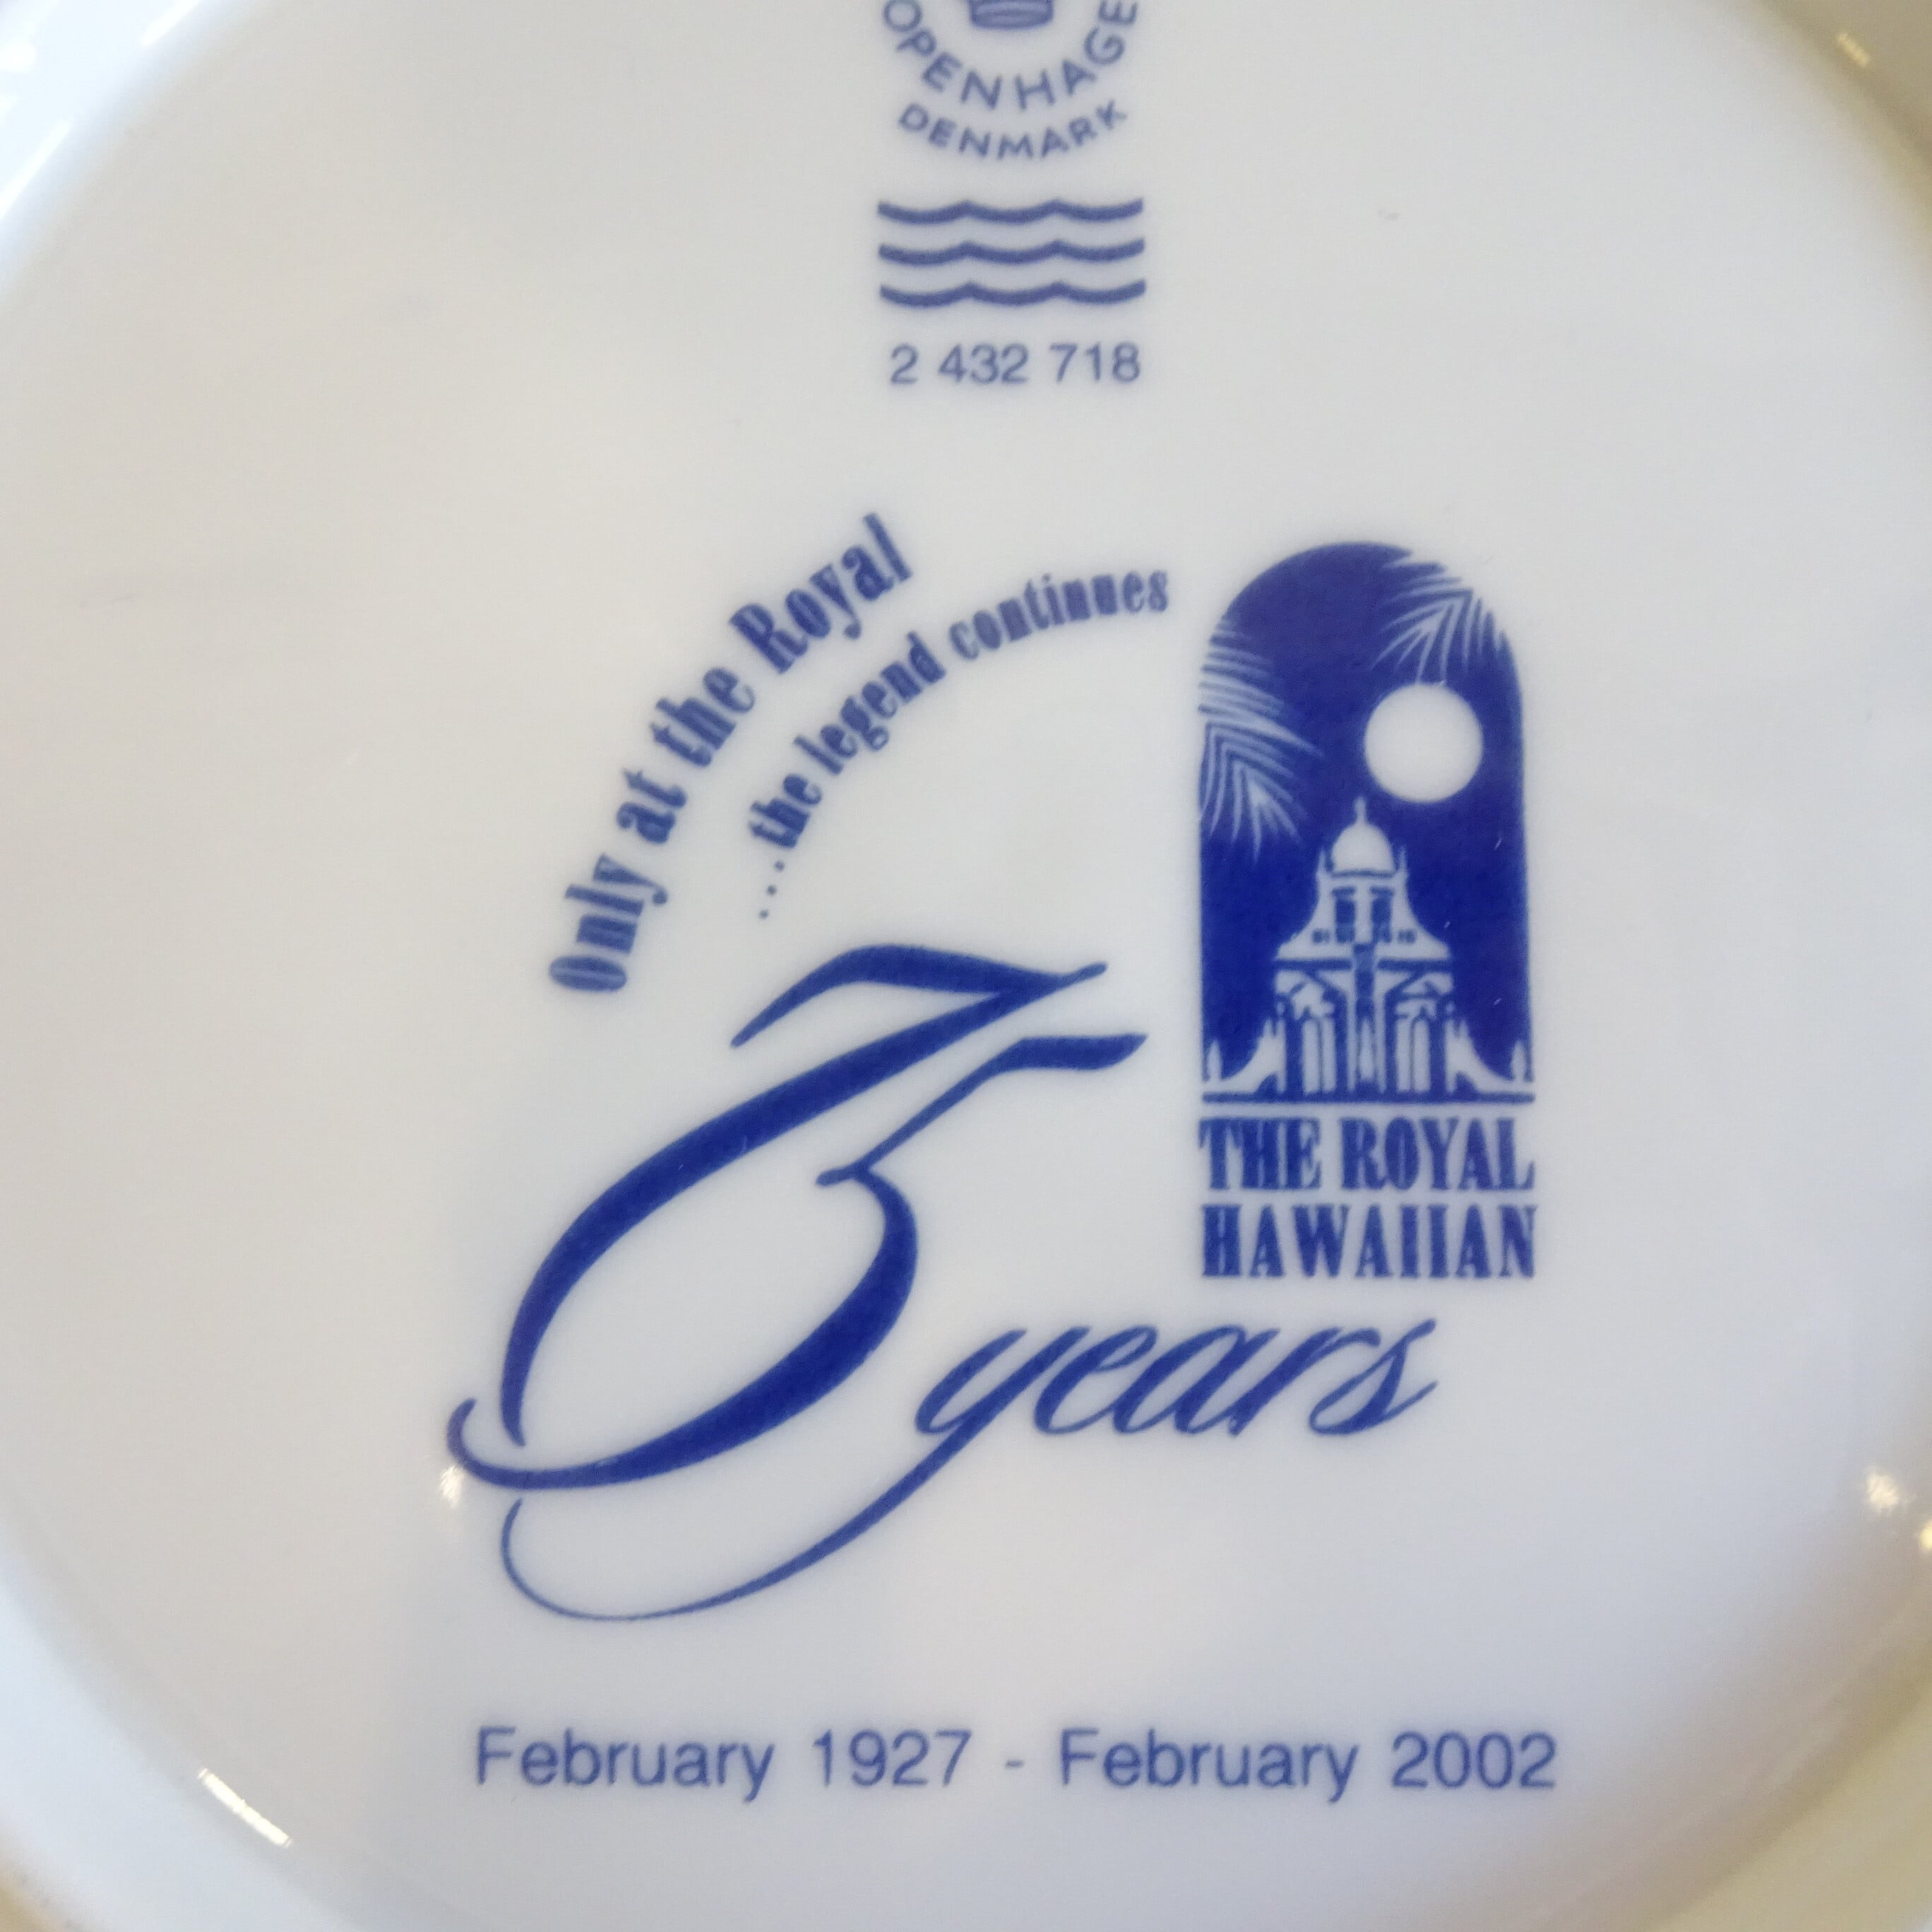 OPENHAGE
DENMARK
2 432 718
Only at the Royal
...the legend continues
75
years
THE ROYAL
HAWAIIAN
February 1927 - February 2002